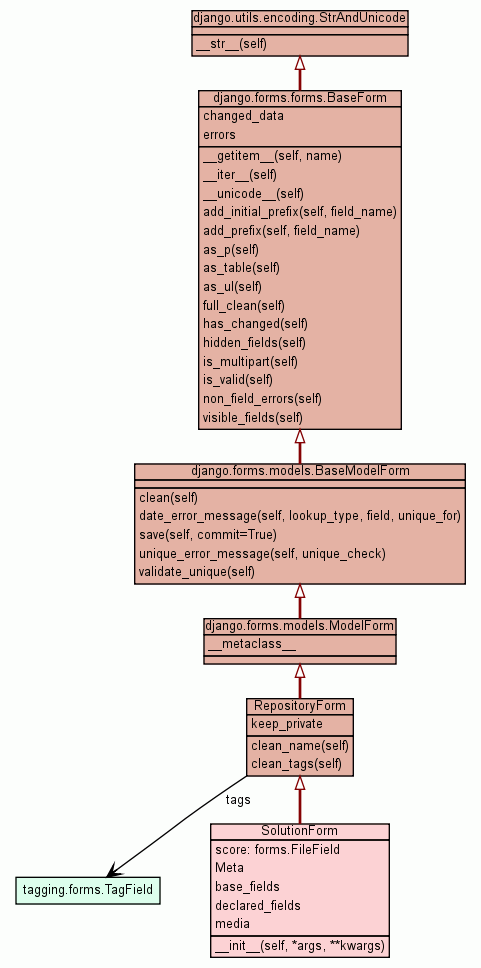 django.utils.encoding.StrAndUnicode
__str__(self)
django.forms.forms.BaseForm
changed_data
errors
__getitem__(self, name)
__iter__(self)
__unicode__(self)
add_initial_prefix(self, field_name)
add_prefix(self, field_name)
as_p(self)
as_table(self)
as_ul(self)
full_clean(self)
has_changed(self)
hidden_fields(self)
is_multipart(self)
is_valid(self)
non_field_errors(self)
visible_fields(self)
django.forms.models.BaseModelForm
clean(self)
date_error_message(self, lookup_type, field, unique_for)
save(self, commit=True)
unique_error_message(self, unique_check)
validate_unique(self)
django.forms.models.ModelForm
__metaclass__
RepositoryForm
keep_private
clean_name(self)
clean_tags(self)
tags
SolutionForm
score: forms.FileField
Meta
base_fields
declared_fields
media
__init__(self, *args, **kwargs)
tagging.forms.TagField